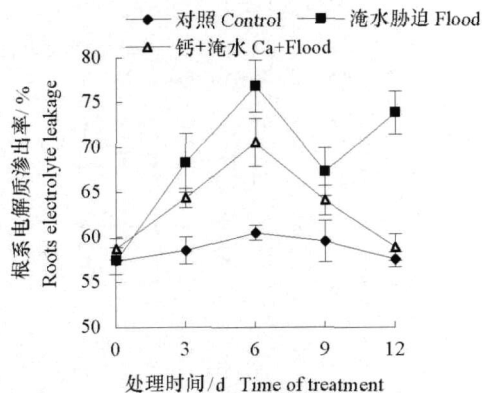 对照 Control 淹水胁迫 Flood
钙+淹水 Ca+Flood
80
75
70
65
60
55
50
0 3 6 9 12
根系电解质渗出率/%
Roots electrolyte leakage
处理时间/d Time of treatment